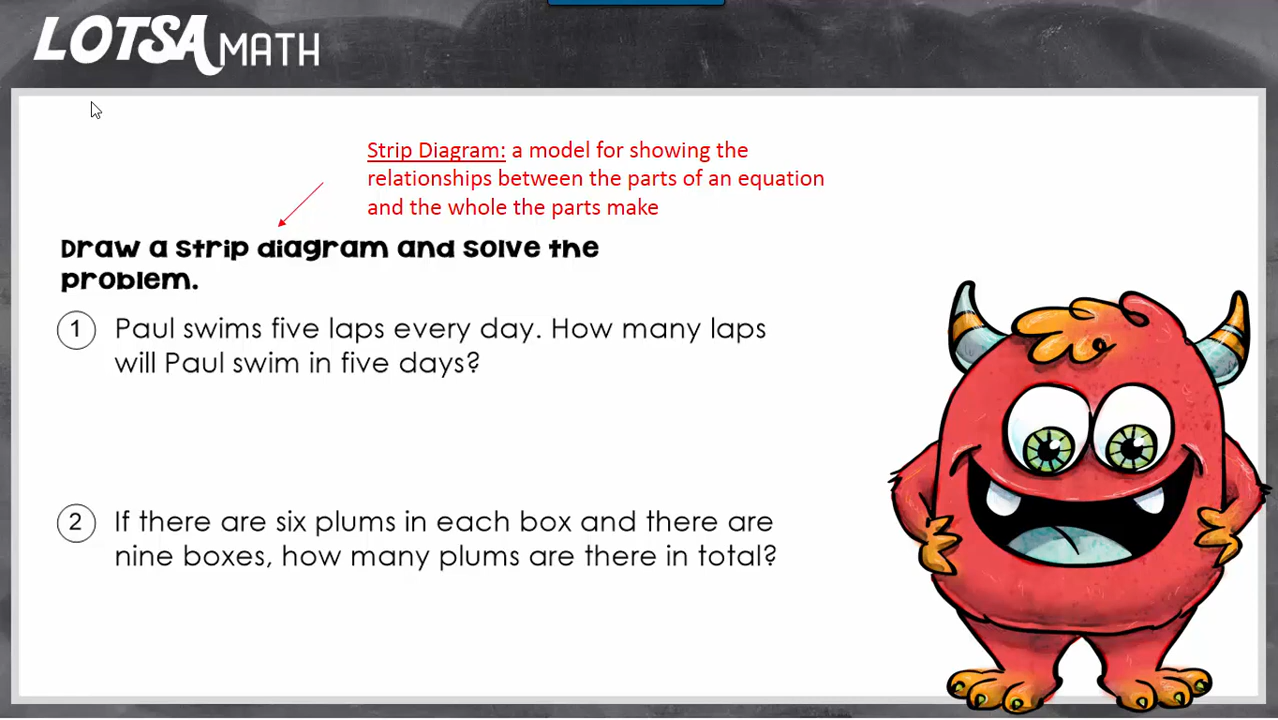 LOTSA MATH
Strip Diagram: a model for showing the
relationships between the parts of an equation
and the whole the parts make
Draw a strip diagram and solve the
problem.
1 Paul swims five laps every day. How many laps
will Paul swim in five days?
2 If there are six plums in each box and there are
nine boxes, how many plums are there in total?